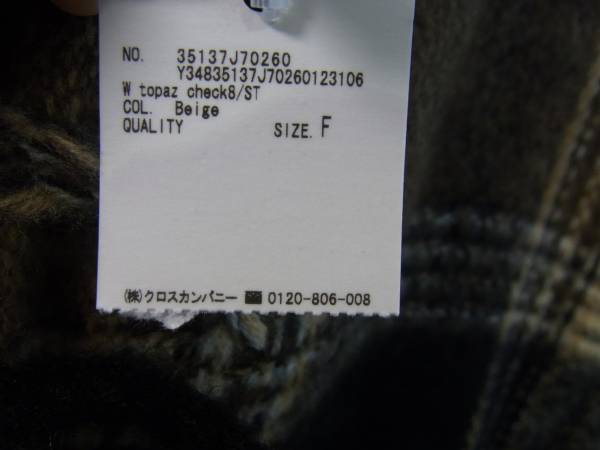 NO. 35137J70260
Y34835137J70260123106
W topaz check8/ST
COL. Beige
QUALITY SIZE. F
(株)クロスカンパニー ☎ 0120-806-008